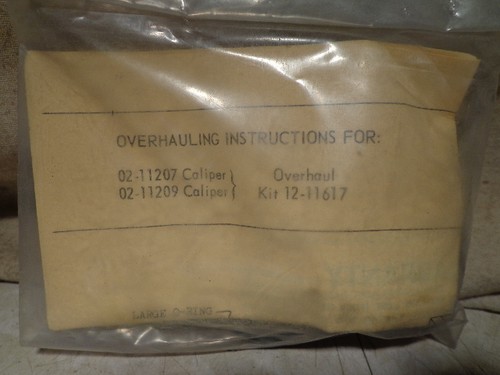 OVERHAULING INSTRUCTIONS FOR:
02-11207 Caliper} Overhaul
02-11209 Caliper} Kit 12-11617
LARGE O-RING